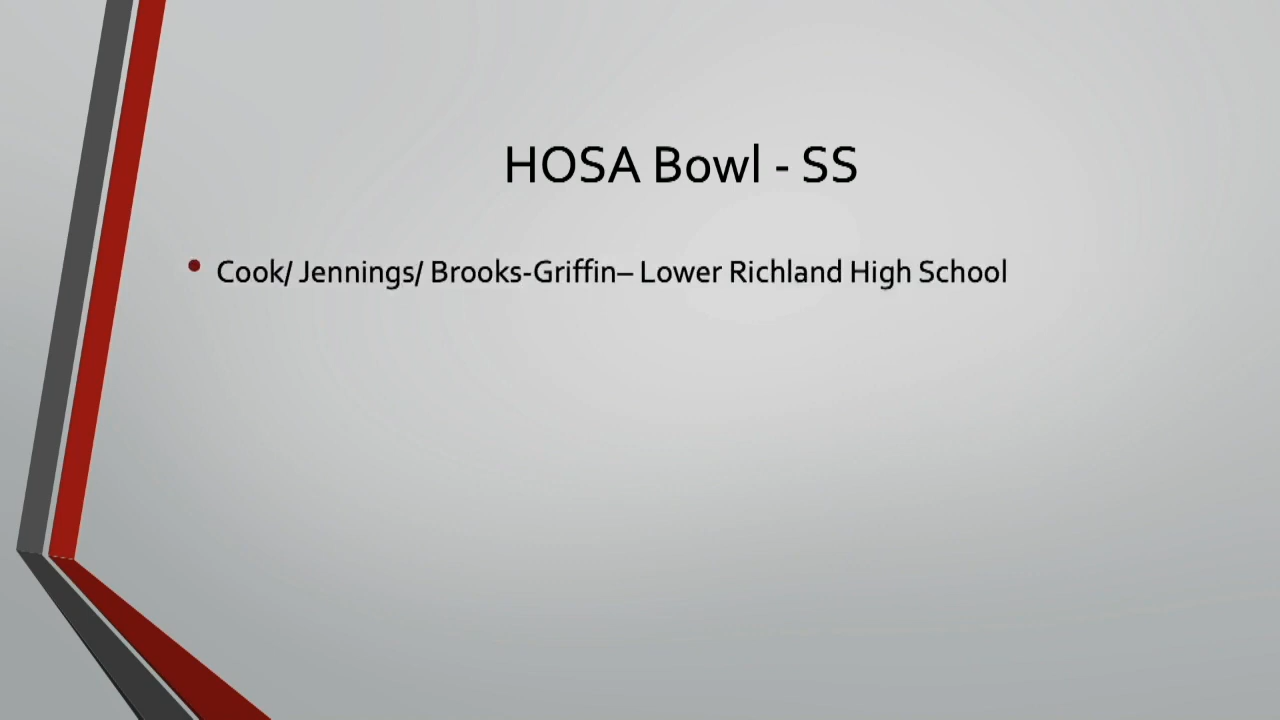 HOSA Bowl - SS
• Cook/ Jennings/ Brooks-Griffin– Lower Richland High School